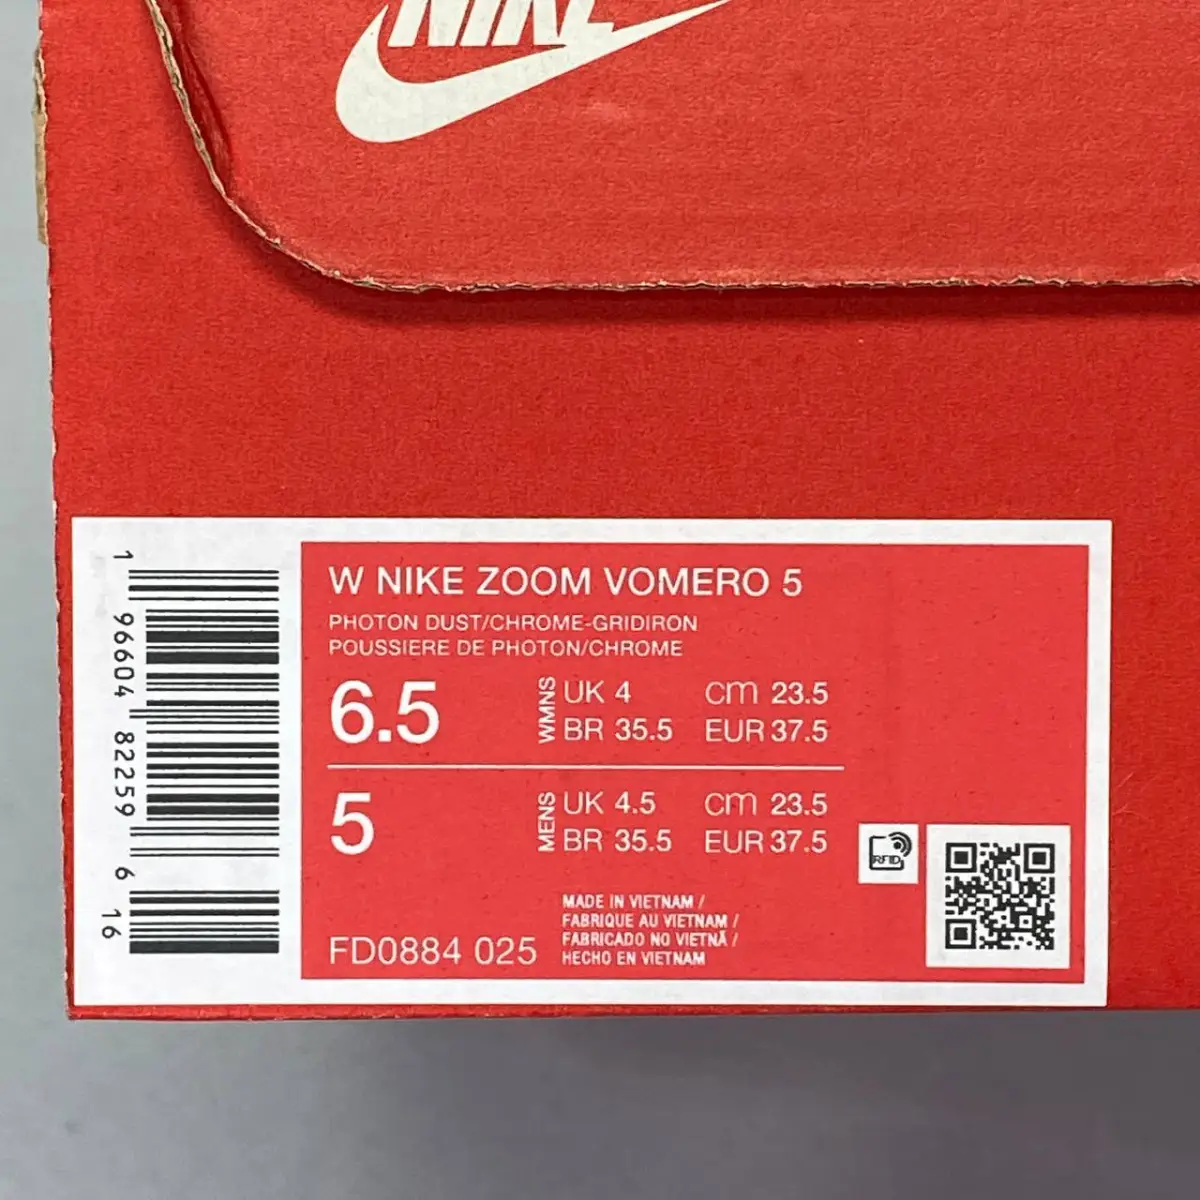 NIKE
W NIKE ZOOM VOMERO 5
PHOTON DUST/CHROME-GRIDIRON
POUSSIERE DE PHOTON/CHROME
6.5 WMNS UK 4 cm 23.5
BR 35.5 EUR 37.5
5 MENS UK 4.5 cm 23.5
BR 35.5 EUR 37.5
RFID
MADE IN VIETNAM /
FABRIQUE AU VIETNAM /
FABRICADO NO VIETNÃ /
HECHO EN VIETNAM
FD0884 025
1 96604 82259 6 16